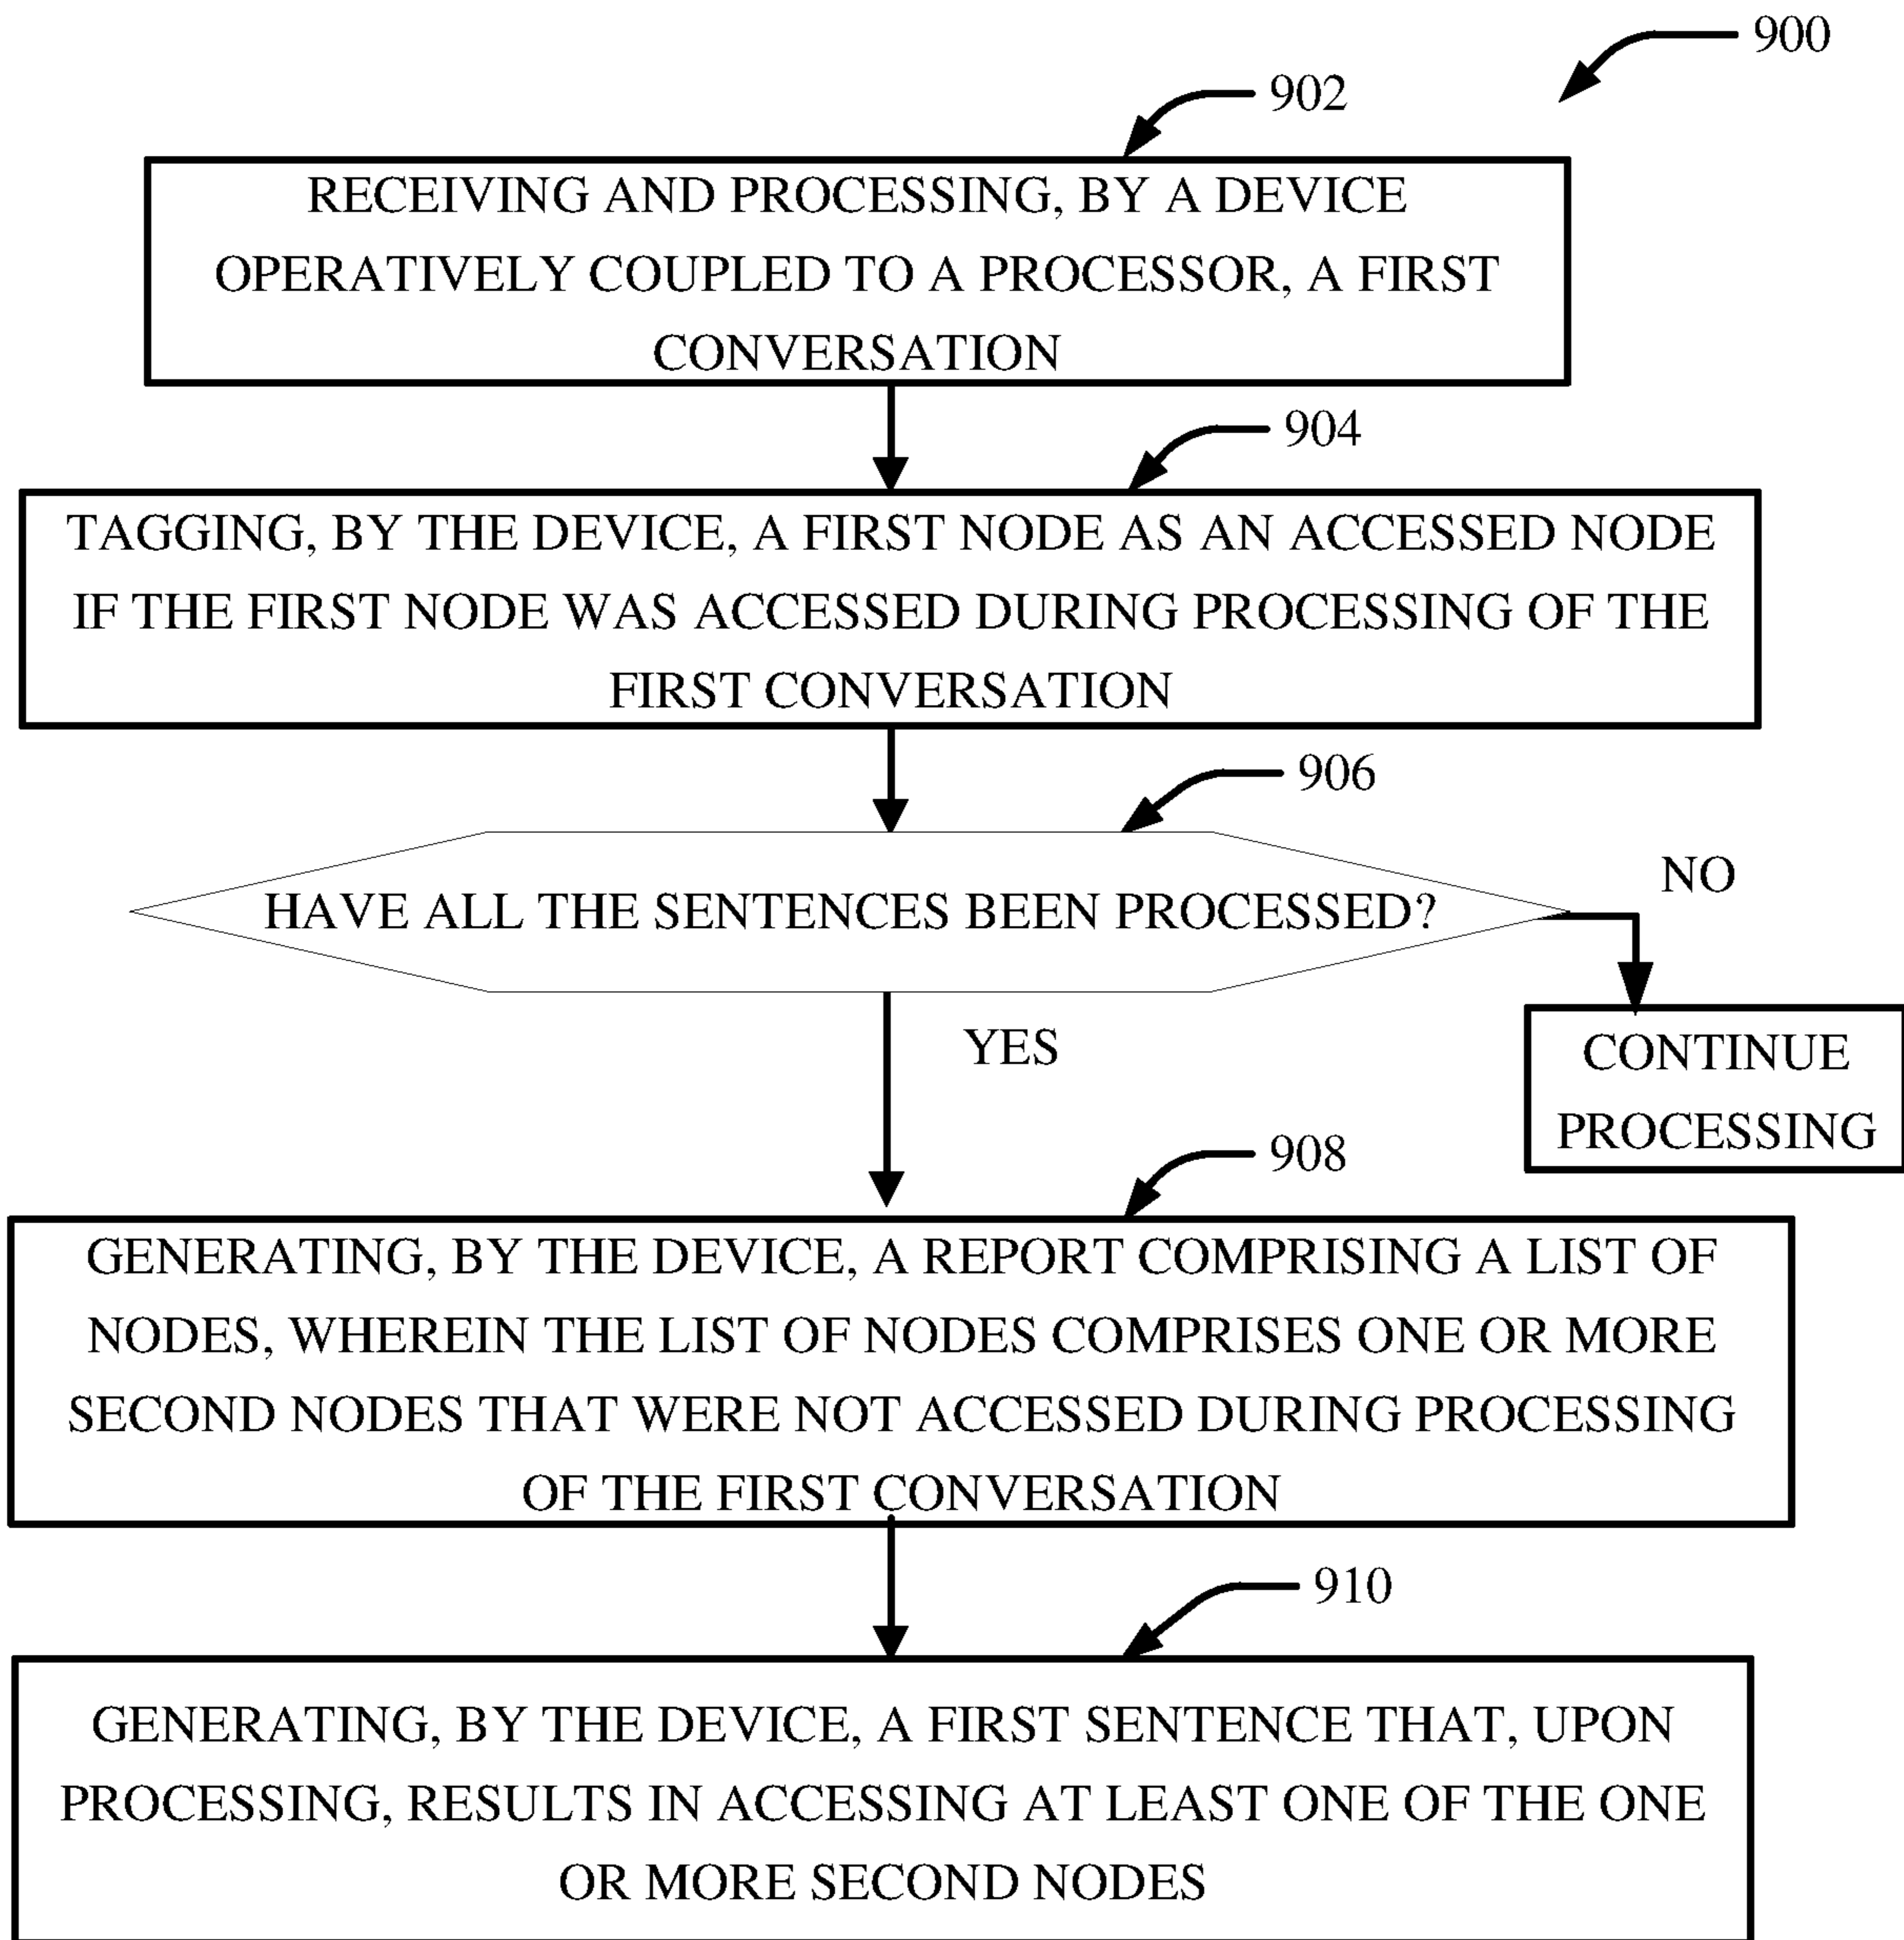 900
902
RECEIVING AND PROCESSING, BY A DEVICE
OPERATIVELY COUPLED TO A PROCESSOR, A FIRST
CONVERSATION
904
TAGGING, BY THE DEVICE, A FIRST NODE AS AN ACCESSED NODE
IF THE FIRST NODE WAS ACCESSED DURING PROCESSING OF THE
FIRST CONVERSATION
906
HAVE ALL THE SENTENCES BEEN PROCESSED?
NO
YES
CONTINUE
PROCESSING
908
GENERATING, BY THE DEVICE, A REPORT COMPRISING A LIST OF
NODES, WHEREIN THE LIST OF NODES COMPRISES ONE OR MORE
SECOND NODES THAT WERE NOT ACCESSED DURING PROCESSING
OF THE FIRST CONVERSATION
910
GENERATING, BY THE DEVICE, A FIRST SENTENCE THAT, UPON
PROCESSING, RESULTS IN ACCESSING AT LEAST ONE OF THE ONE
OR MORE SECOND NODES